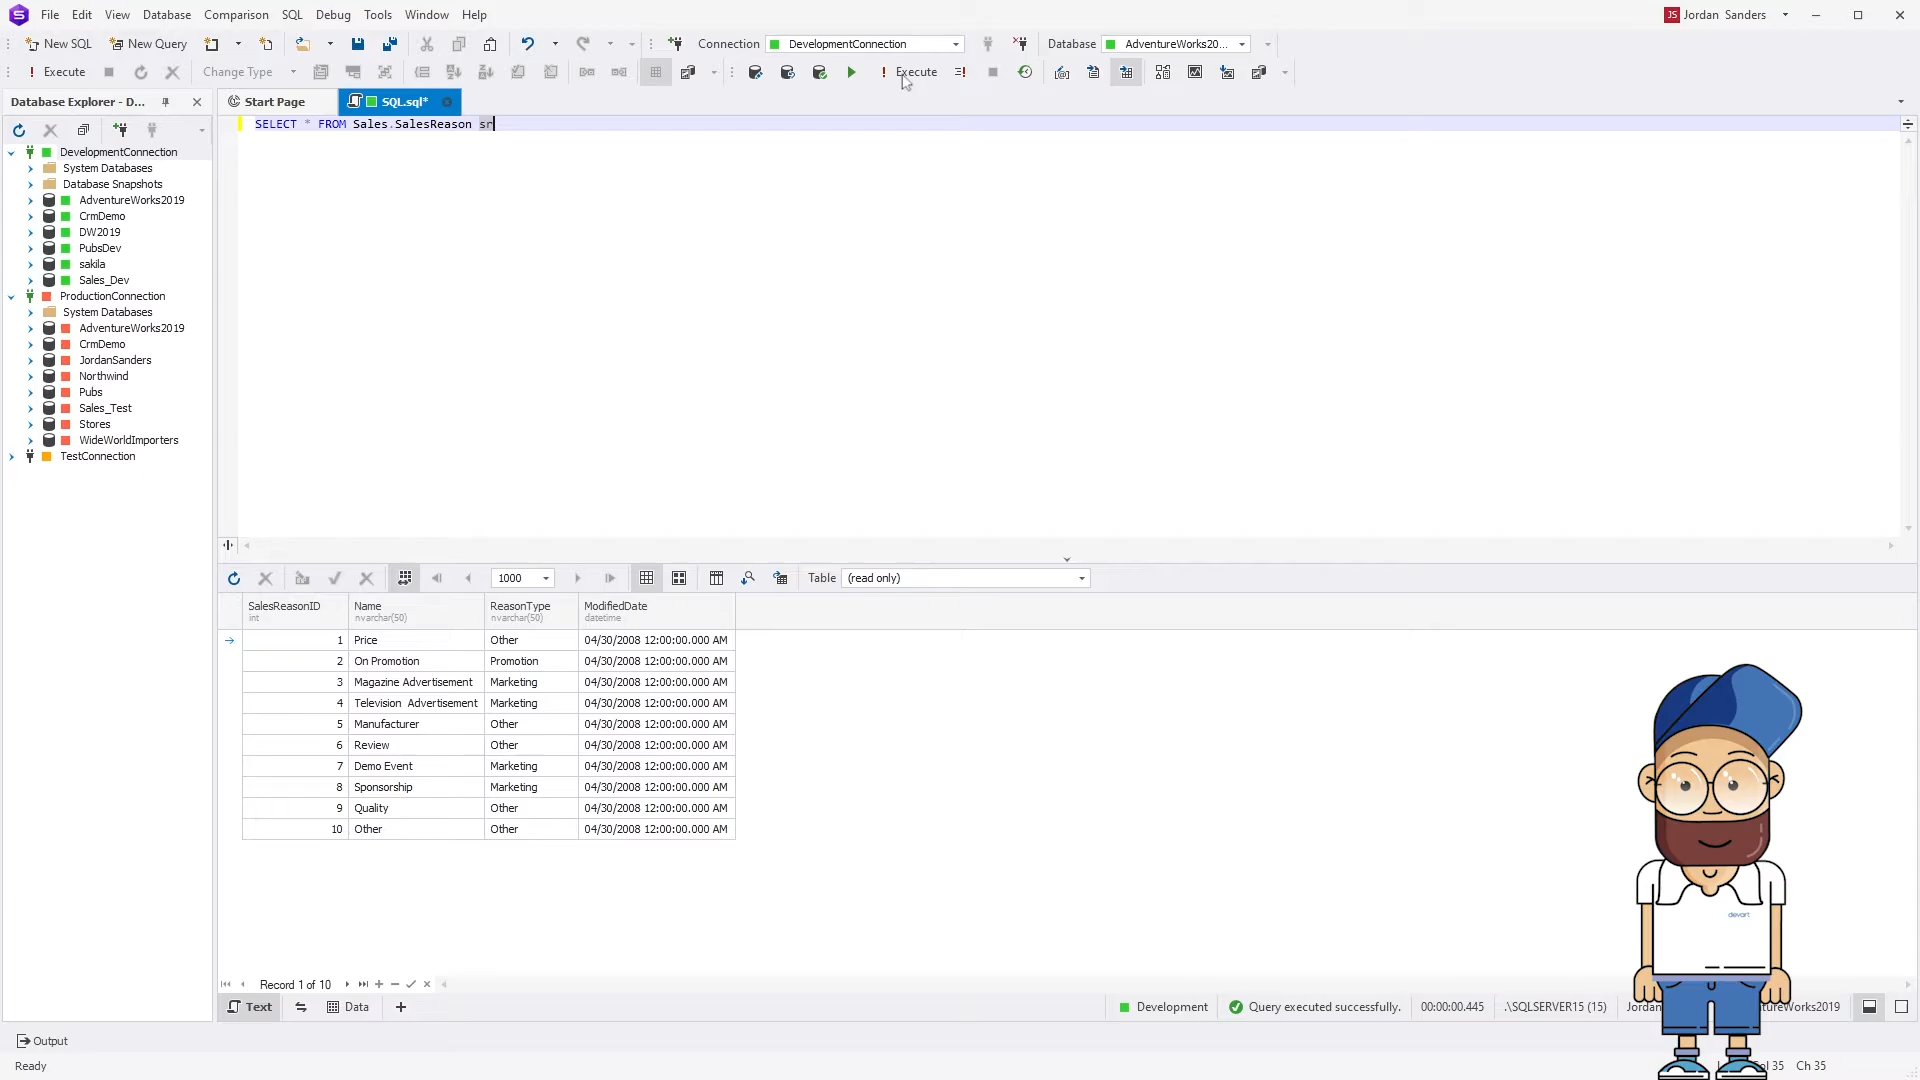 File Edit View Database Comparison SQL Debug Tools Window Help
JS Jordan Sanders
New SQL New Query Connection DevelopmentConnection Database AdventureWorks20...
Execute Change Type Execute
Database Explorer - D...
Start Page SQL.sql*
SELECT * FROM Sales.SalesReason sr
DevelopmentConnection
System Databases
Database Snapshots
AdventureWorks2019
CrmDemo
DW2019
PubsDev
sakila
Sales_Dev
ProductionConnection
System Databases
AdventureWorks2019
CrmDemo
JordanSanders
Northwind
Pubs
Sales_Test
Stores
WideWorldImporters
TestConnection
1000 Table (read only)
SalesReasonID Name ReasonType ModifiedDate
int nvarchar(50) nvarchar(50) datetime
1 Price Other 04/30/2008 12:00:00.000 AM
2 On Promotion Promotion 04/30/2008 12:00:00.000 AM
3 Magazine Advertisement Marketing 04/30/2008 12:00:00.000 AM
4 Television Advertisement Marketing 04/30/2008 12:00:00.000 AM
5 Manufacturer Other 04/30/2008 12:00:00.000 AM
6 Review Other 04/30/2008 12:00:00.000 AM
7 Demo Event Marketing 04/30/2008 12:00:00.000 AM
8 Sponsorship Marketing 04/30/2008 12:00:00.000 AM
9 Quality Other 04/30/2008 12:00:00.000 AM
10 Other Other 04/30/2008 12:00:00.000 AM
devart
Record 1 of 10
Text Data Development Query executed successfully. 00:00:00.445 .\SQLSERVER15 (15) Jordan tureWorks2019
Output
Ready ol 35 Ch 35